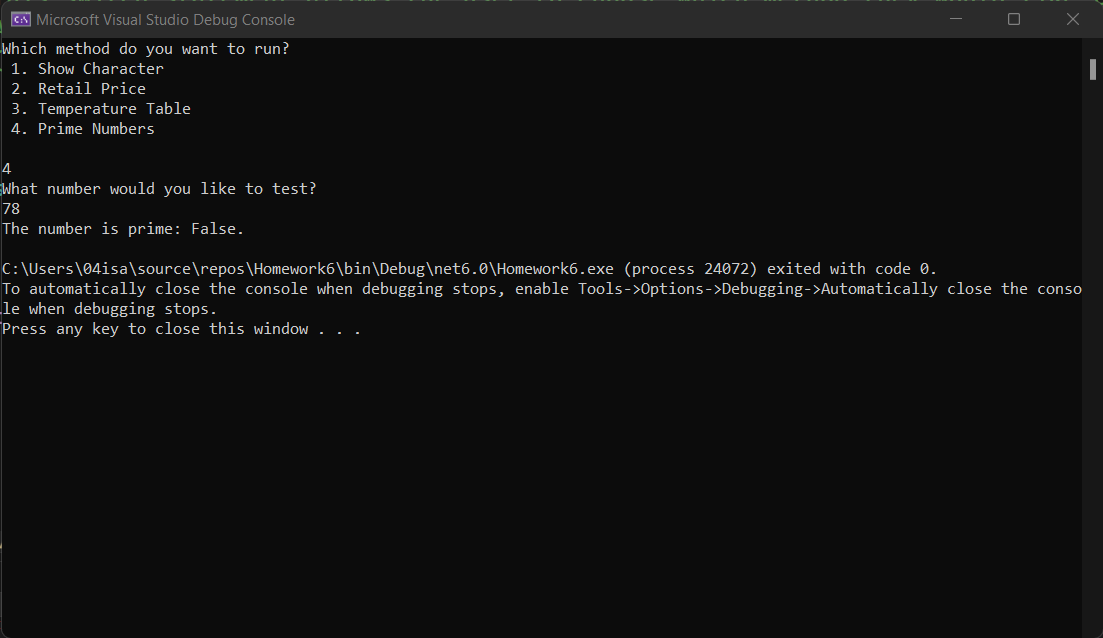 Microsoft Visual Studio Debug Console
Which method do you want to run?
1. Show Character
2. Retail Price
3. Temperature Table
4. Prime Numbers
4
What number would you like to test?
78
The number is prime: False.
C:\Users\04isa\source\repos\Homework6\bin\Debug\net6.0\Homework6.exe (process 24072) exited with code 0.
To automatically close the console when debugging stops, enable Tools->Options->Debugging->Automatically close the conso
le when debugging stops.
Press any key to close this window . . .